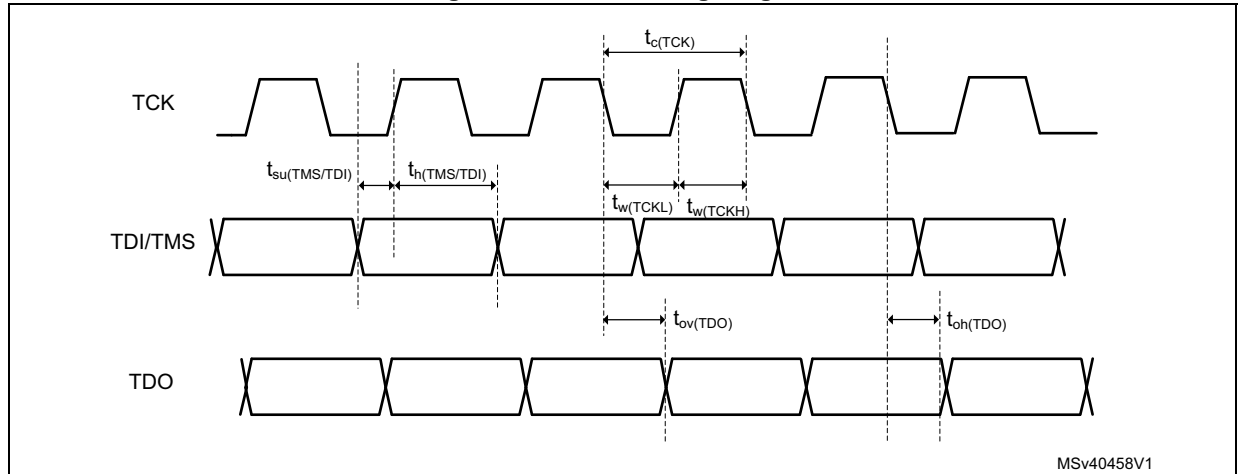 tc(TCK)
TCK
tsu(TMS/TDI)
th(TMS/TDI)
tw(TCKL)
tw(TCKH)
TDI/TMS
tov(TDO)
toh(TDO)
TDO
MSv40458V1